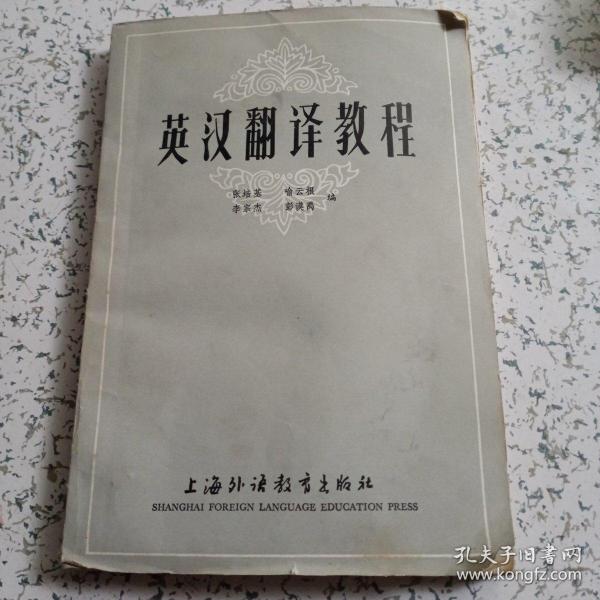 英汉翻译教程
张培基 喻云根
李宗杰 彭谟禹 编
上海外语教育出版社
SHANGHAI FOREIGN LANGUAGE EDUCATION PRESS
孔夫子旧书网
www.kongfz.com